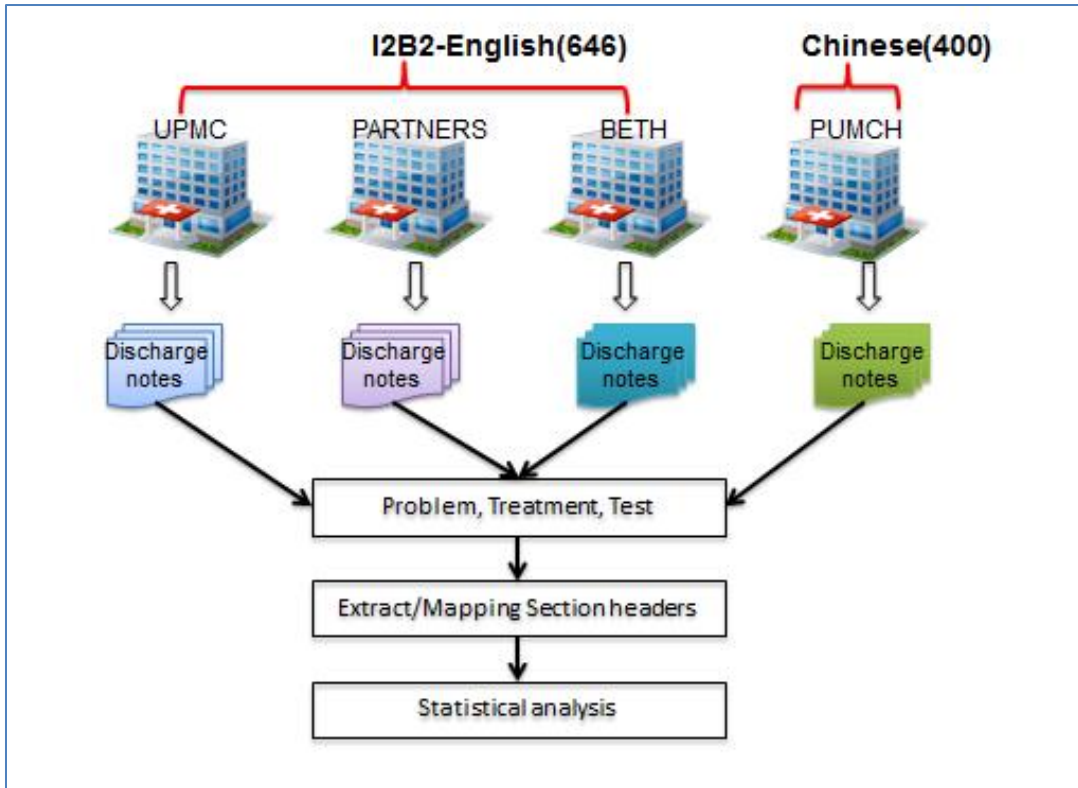 I2B2-English(646)
Chinese(400)
UPMC
PARTNERS
BETH
PUMCH
Discharge
notes
Discharge
notes
Discharge
notes
Discharge
notes
Problem, Treatment, Test
Extract/Mapping Section headers
Statistical analysis